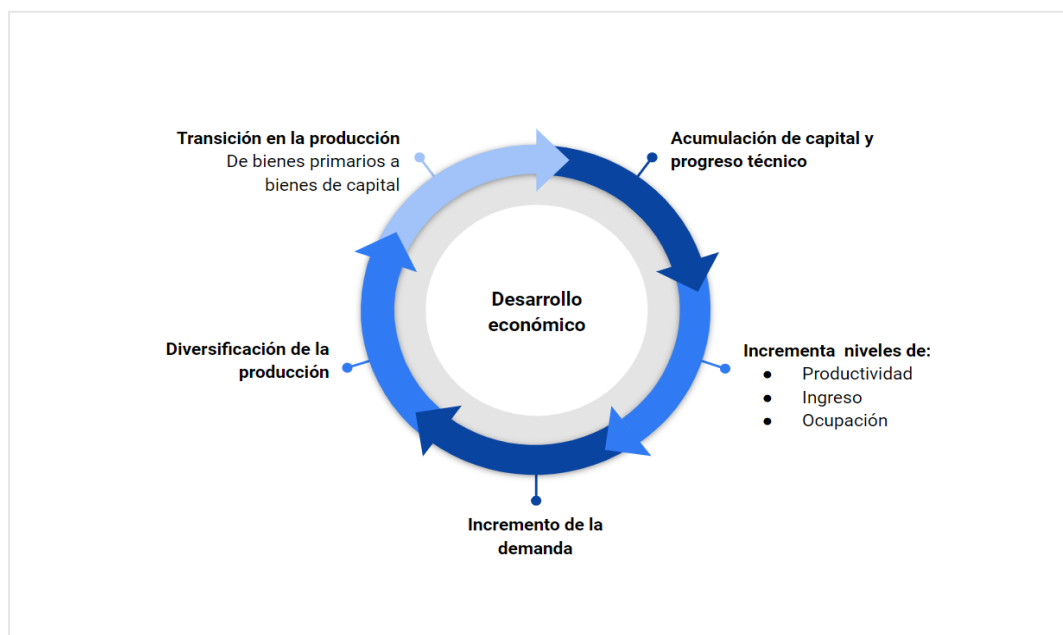 Transición en la producción
De bienes primarios a
bienes de capital
Acumulación de capital y
progreso técnico
Desarrollo
económico
Diversificación de la
producción
Incrementa niveles de:
● Productividad
● Ingreso
● Ocupación
Incremento de la
demanda